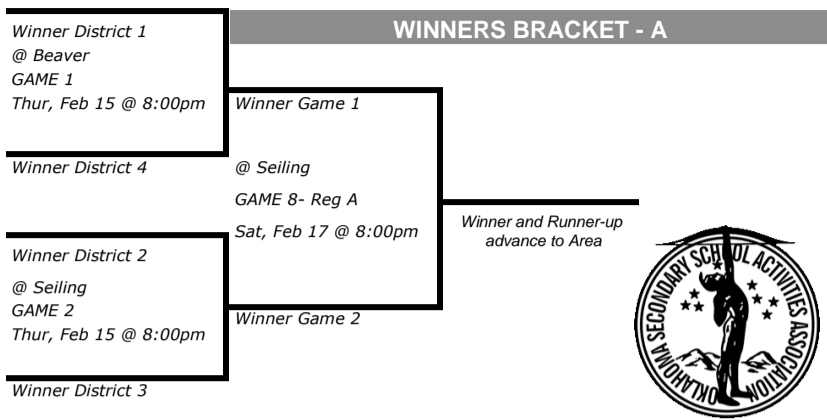 WINNERS BRACKET - A
Winner District 1
@ Beaver
GAME 1
Thur, Feb 15 @ 8:00pm
Winner District 4
Winner Game 1
@ Seiling
GAME 8- Reg A
Sat, Feb 17 @ 8:00pm
Winner Game 2
Winner District 2
@ Seiling
GAME 2
Thur, Feb 15 @ 8:00pm
Winner District 3
Winner and Runner-up
advance to Area
OKLAHOMA SECONDARY SCHOOL ACTIVITIES ASSOCIATION